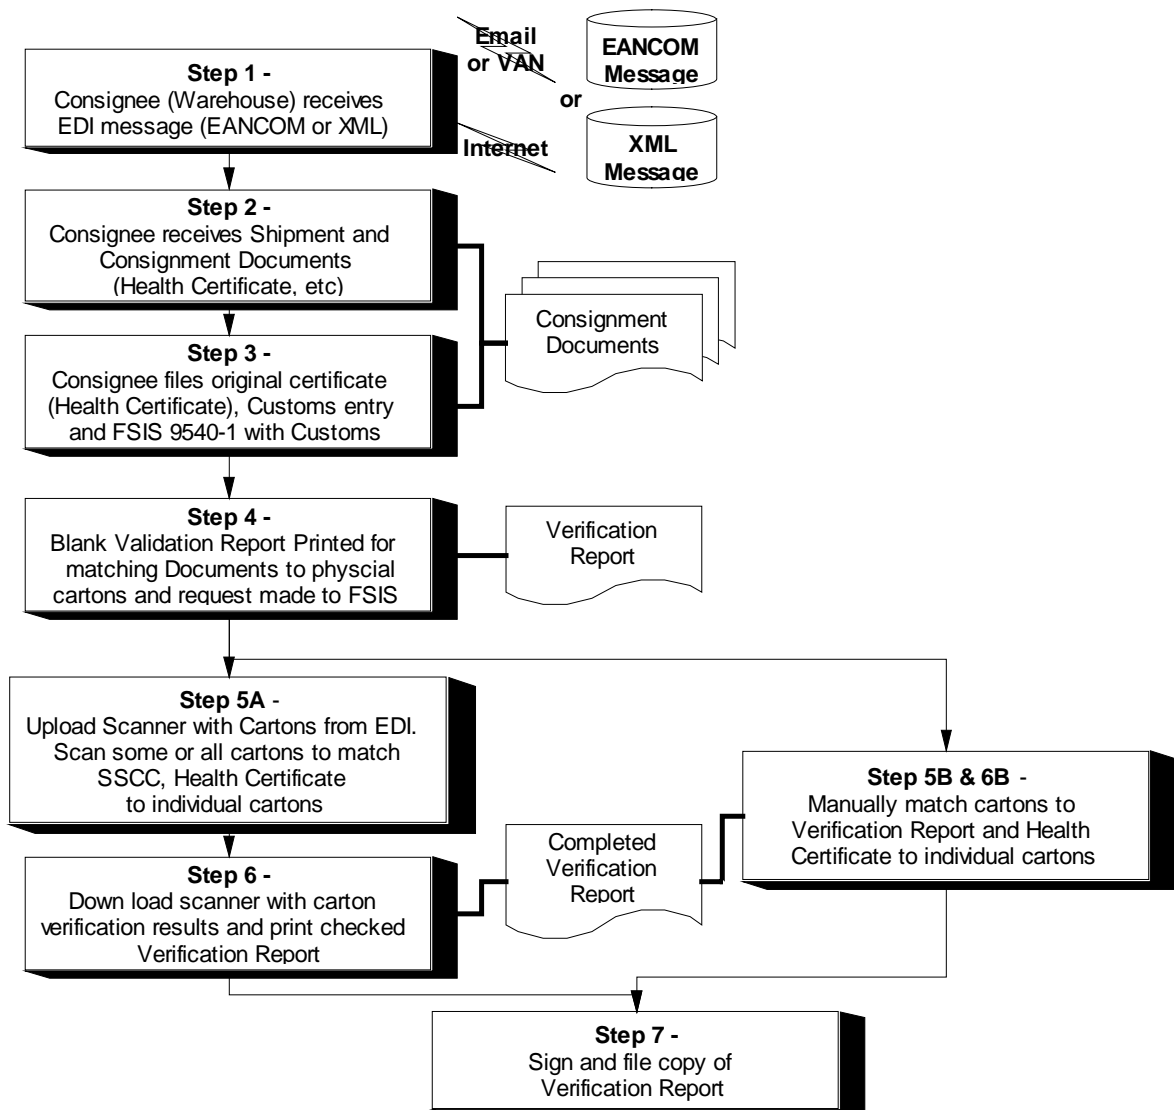 Email
or VAN
EANCOM
Message
or
Internet
XML
Message
Step 1 -
Consignee (Warehouse) receives
EDI message (EANCOM or XML)
Step 2 -
Consignee receives Shipment and
Consignment Documents
(Health Certificate, etc)
Consignment
Documents
Step 3 -
Consignee files original certificate
(Health Certificate), Customs entry
and FSIS 9540-1 with Customs
Step 4 -
Blank Validation Report Printed for
matching Documents to physcial
cartons and request made to FSIS
Verification
Report
Step 5A -
Upload Scanner with Cartons from EDI.
Scan some or all cartons to match
SSCC, Health Certificate
to individual cartons
Step 5B & 6B -
Manually match cartons to
Verification Report and Health
Certificate to individual cartons
Completed
Verification
Report
Step 6 -
Down load scanner with carton
verification results and print checked
Verification Report
Step 7 -
Sign and file copy of
Verification Report